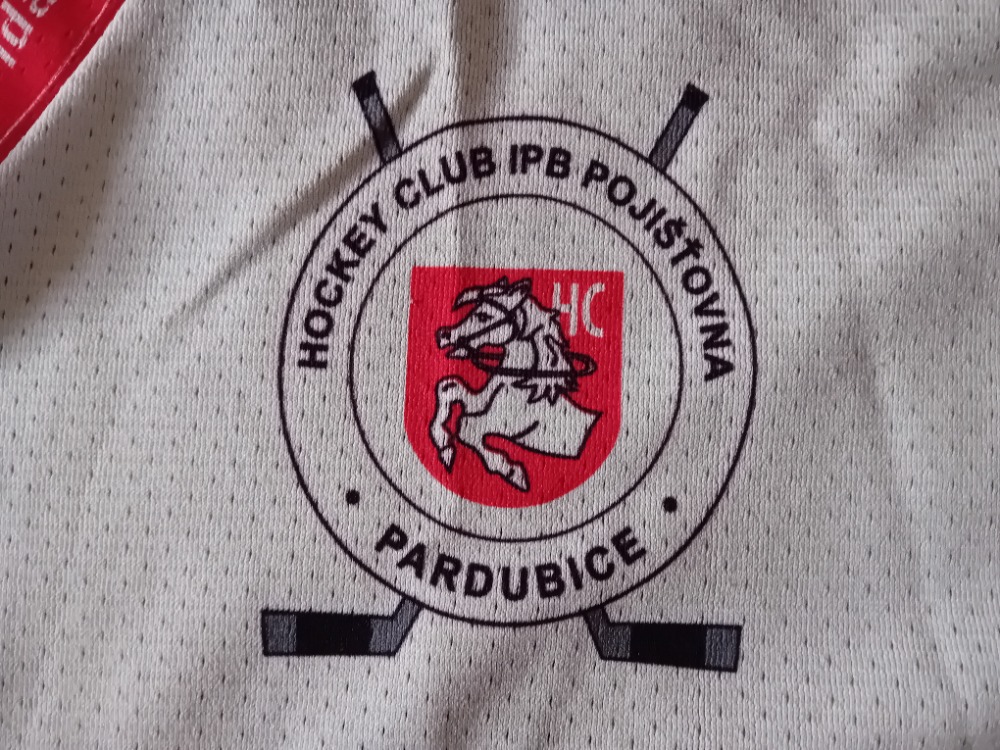 HOCKEY CLUB IPB POJIŠŤOVNA
HC
• PARDUBICE •